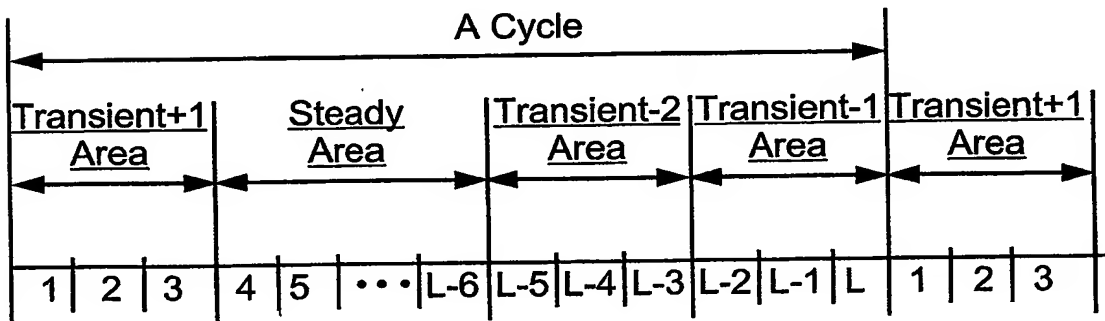 A Cycle
Transient+1 Area
Steady Area
Transient-2 Area
Transient-1 Area
Transient+1 Area
1 2 3 4 5 ••• L-6 L-5 L-4 L-3 L-2 L-1 L 1 2 3